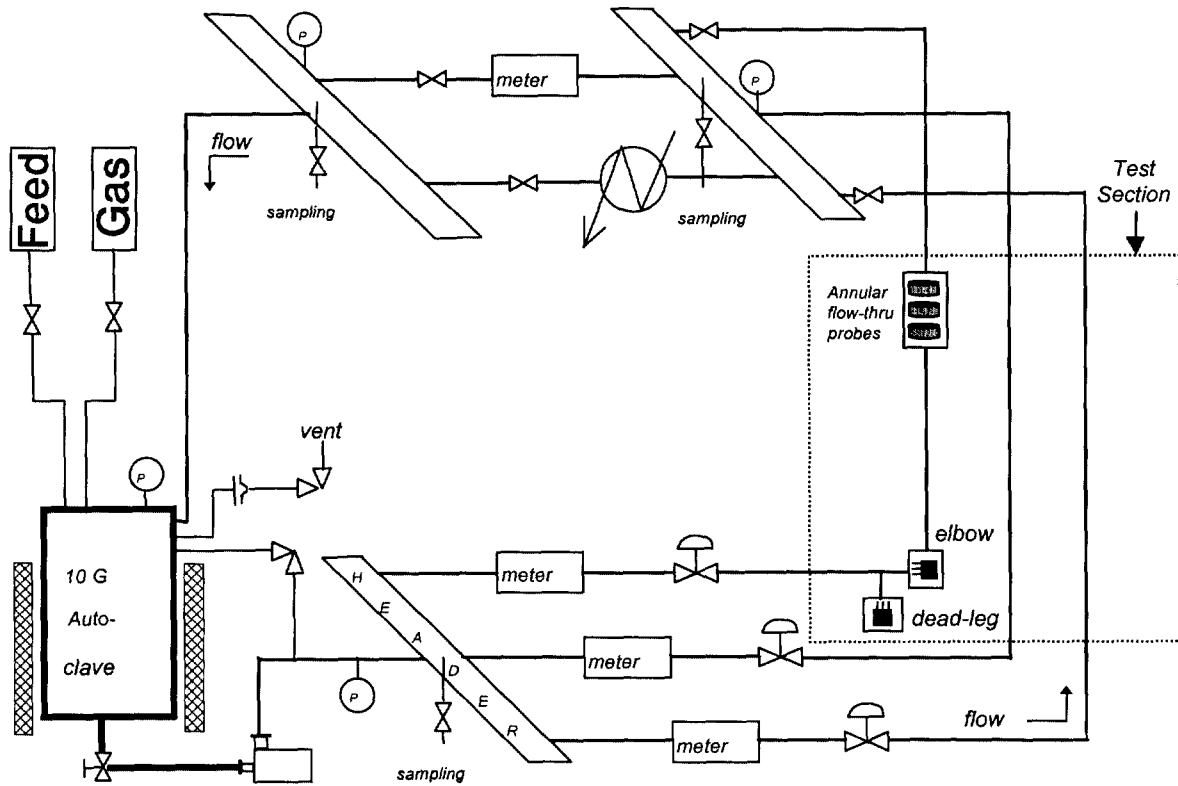 P
meter
P
flow
sampling
sampling
Feed
Gas
Test
Section
Annular
flow-thru
probes
vent
P
elbow
10 G
Auto-
clave
HEADER
meter
dead-leg
meter
P
flow
meter
sampling